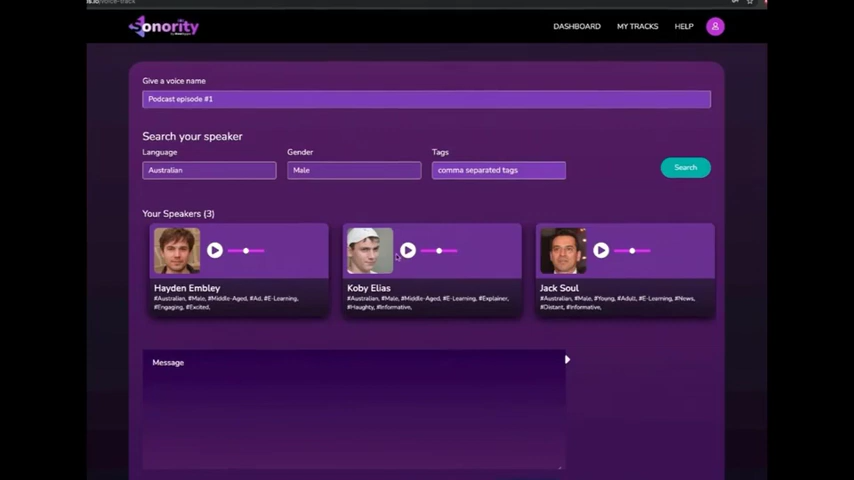 Sonority
DASHBOARD
MY TRACKS
HELP
Give a voice name
Podcast episode #1
Search your speaker
Language
Gender
Tags
Australian
Male
comma separated tags
Search
Your Speakers (3)
Hayden Embley
#Australian, #Male, #Middle-Aged, #Ad, #E-Learning,
#Engaging, #Excited,
Koby Elias
#Australian, #Male, #Middle-Aged, #E-Learning, #Explainer,
#Haughty, #Informative,
Jack Soul
#Australian, #Male, #Young, #Adult, #E-Learning, #News,
#Distant, #Informative,
Message